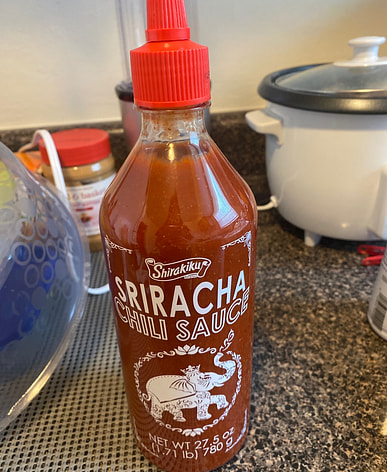 Shirakiku
SRIRACHA
CHILI SAUCE
NET WT 27.5 oz
(1.71 lb) 780 g